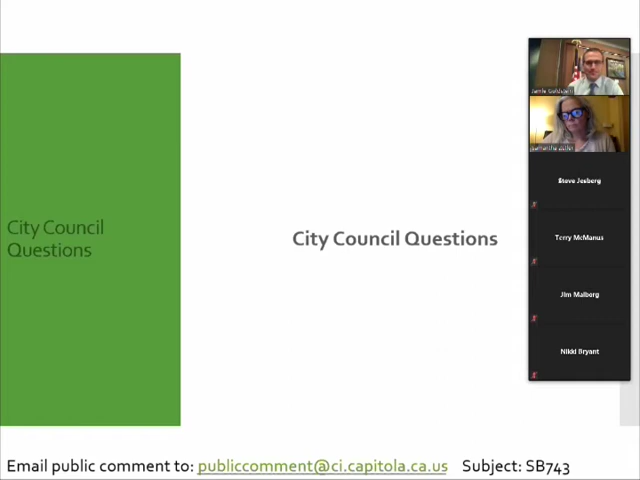 City Council
Questions
City Council Questions
Steve Jesberg
Terry McManus
Jim Malberg
Nikki Bryant
Email public comment to: publiccomment@ci.capitola.ca.us Subject: SB743